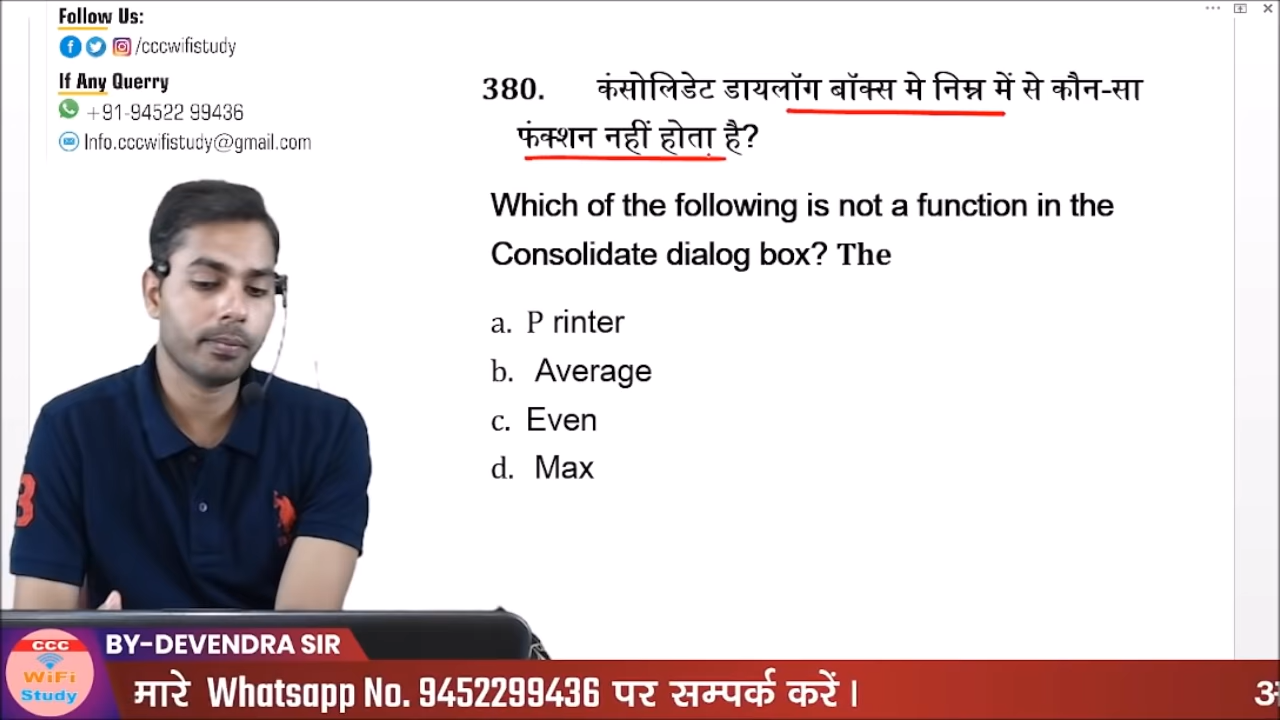 Follow Us:
/cccwifistudy
If Any Querry
+91-94522 99436
Info.cccwifistudy@gmail.com
380. कंसोलिडेट डायलॉग बॉक्स मे निम्न में से कौन-सा
फंक्शन नहीं होता है?
Which of the following is not a function in the
Consolidate dialog box? The
a. P rinter
b. Average
c. Even
d. Max
3
BY-DEVENDRA SIR
CCC
WiFi
Study
मारे Whatsapp No. 9452299436 पर सम्पर्क करें।